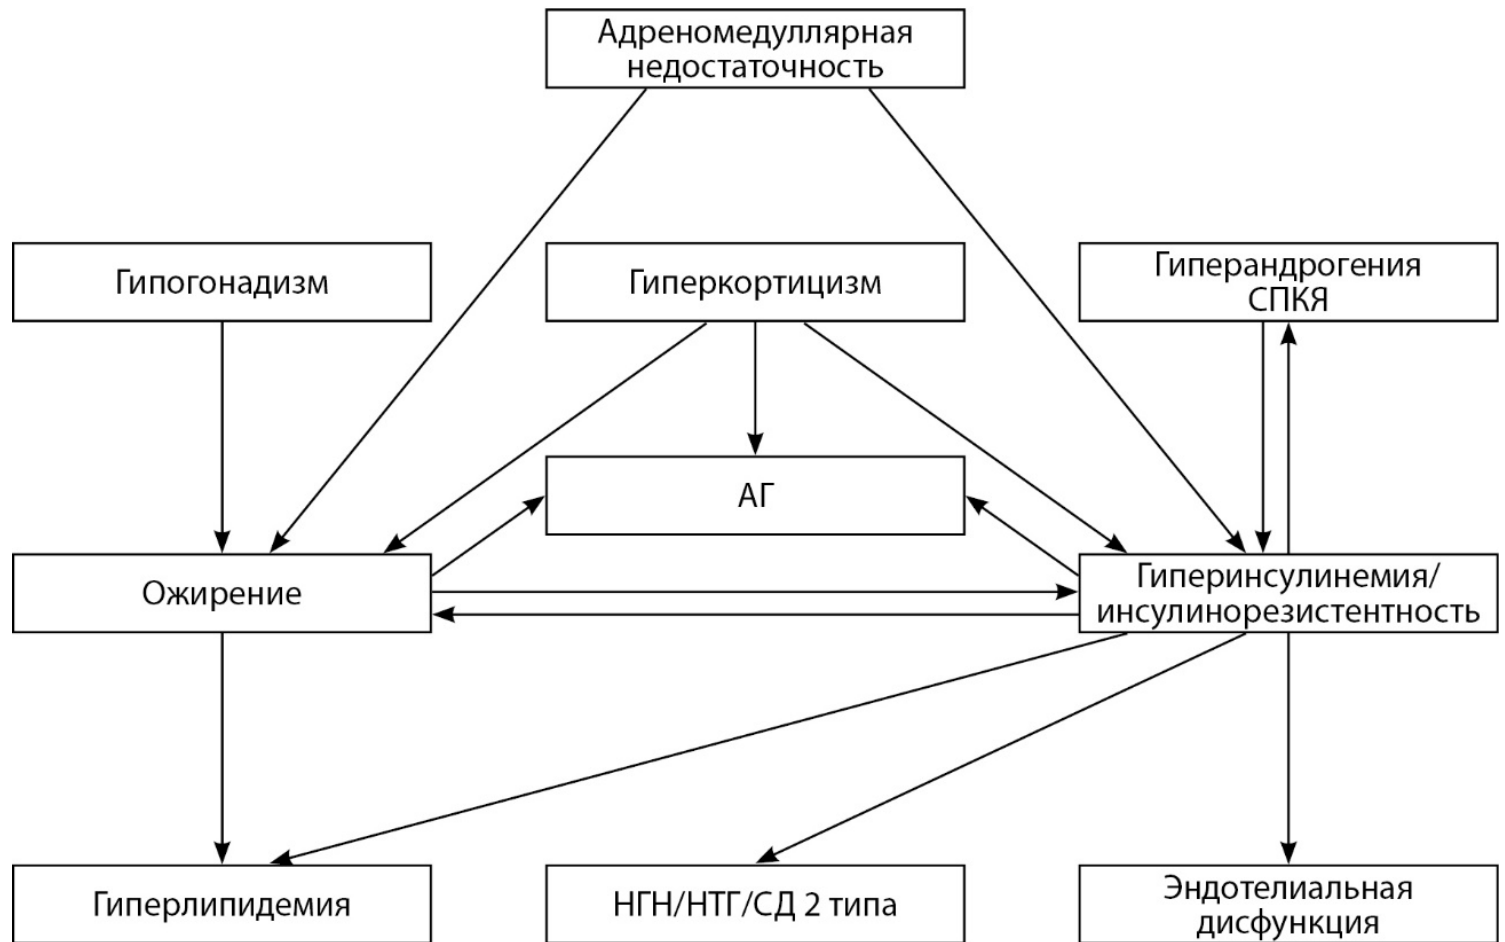 Адреномедуллярная
недостаточность
Гипогонадизм
Гиперкортицизм
Гиперандрогения
СПКЯ
АГ
Ожирение
Гиперинсулинемия/
инсулинорезистентность
Гиперлипидемия
НГН/НТГ/СД 2 типа
Эндотелиальная
дисфункция